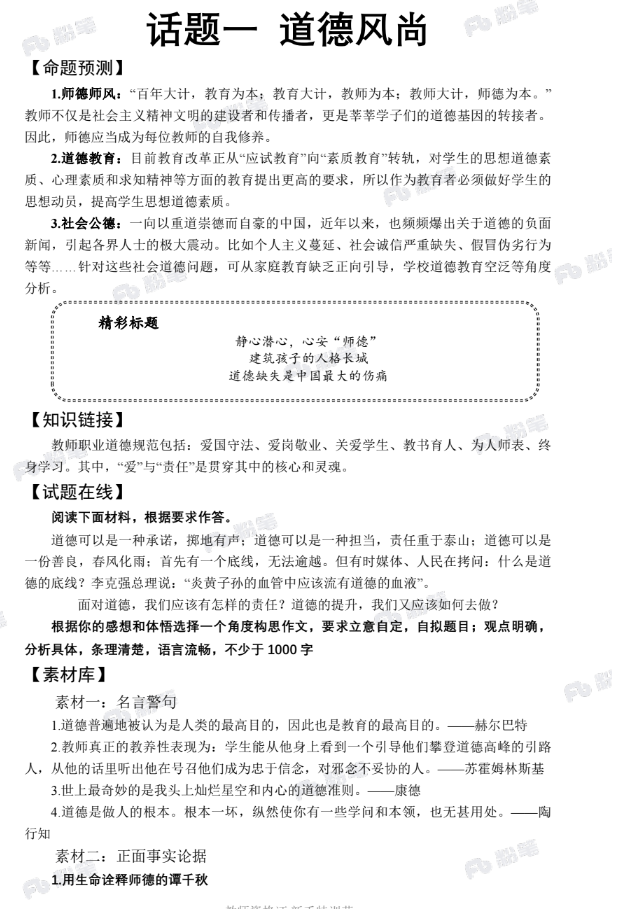 话题一 道德风尚
【命题预测】
1.师德师风：“百年大计，教育为本；教育大计，教师为本；教师大计，师德为本。”
教师不仅是社会主义精神文明的建设者和传播者，更是莘莘学子们的道德基因的转接者。
因此，师德应当成为每位教师的自我修养。
2.道德教育：目前教育改革正从“应试教育”向“素质教育”转轨，对学生的思想道德素
质、心理素质和求知精神等方面的教育提出更高的要求，所以作为教育者必须做好学生的
思想动员，提高学生思想道德素质。
3.社会公德：一向以重道崇德而自豪的中国，近年以来，也频频爆出关于道德的负面
新闻，引起各界人士的极大震动。比如个人主义蔓延、社会诚信严重缺失、假冒伪劣行为
等等……针对这些社会道德问题，可从家庭教育缺乏正向引导，学校道德教育空泛等角度
分析。
精彩标题
静心潜心，心安“师德”
建筑孩子的人格长城
道德缺失是中国最大的伤痛
【知识链接】
教师职业道德规范包括：爱国守法、爱岗敬业、关爱学生、教书育人、为人师表、终
身学习。其中，“爱”与“责任”是贯穿其中的核心和灵魂。
【试题在线】
阅读下面材料，根据要求作答。
道德可以是一种承诺，掷地有声；道德可以是一种担当，责任重于泰山；道德可以是
一份善良，春风化雨；首先有一个底线，无法逾越。但有时媒体、人民在拷问：什么是道
德的底线？李克强总理说：“炎黄子孙的血管中应该流有道德的血液”。
面对道德，我们应该有怎样的责任？道德的提升，我们又应该如何去做？
根据你的感想和体悟选择一个角度构思作文，要求立意自定，自拟题目；观点明确，
分析具体，条理清楚，语言流畅，不少于 1000 字
【素材库】
素材一：名言警句
1.道德普遍地被认为是人类的最高目的，因此也是教育的最高目的。——赫尔巴特
2.教师真正的教养性表现为：学生能从他身上看到一个引导他们攀登道德高峰的引路
人，从他的话里听出他在号召他们成为忠于信念，对邪念不妥协的人。——苏霍姆林斯基
3.世上最奇妙的是我头上灿烂星空和内心的道德准则。——康德
4.道德是做人的根本。根本一坏，纵然使你有一些学问和本领，也无甚用处。——陶
行知
素材二：正面事实论据
1.用生命诠释师德的谭千秋